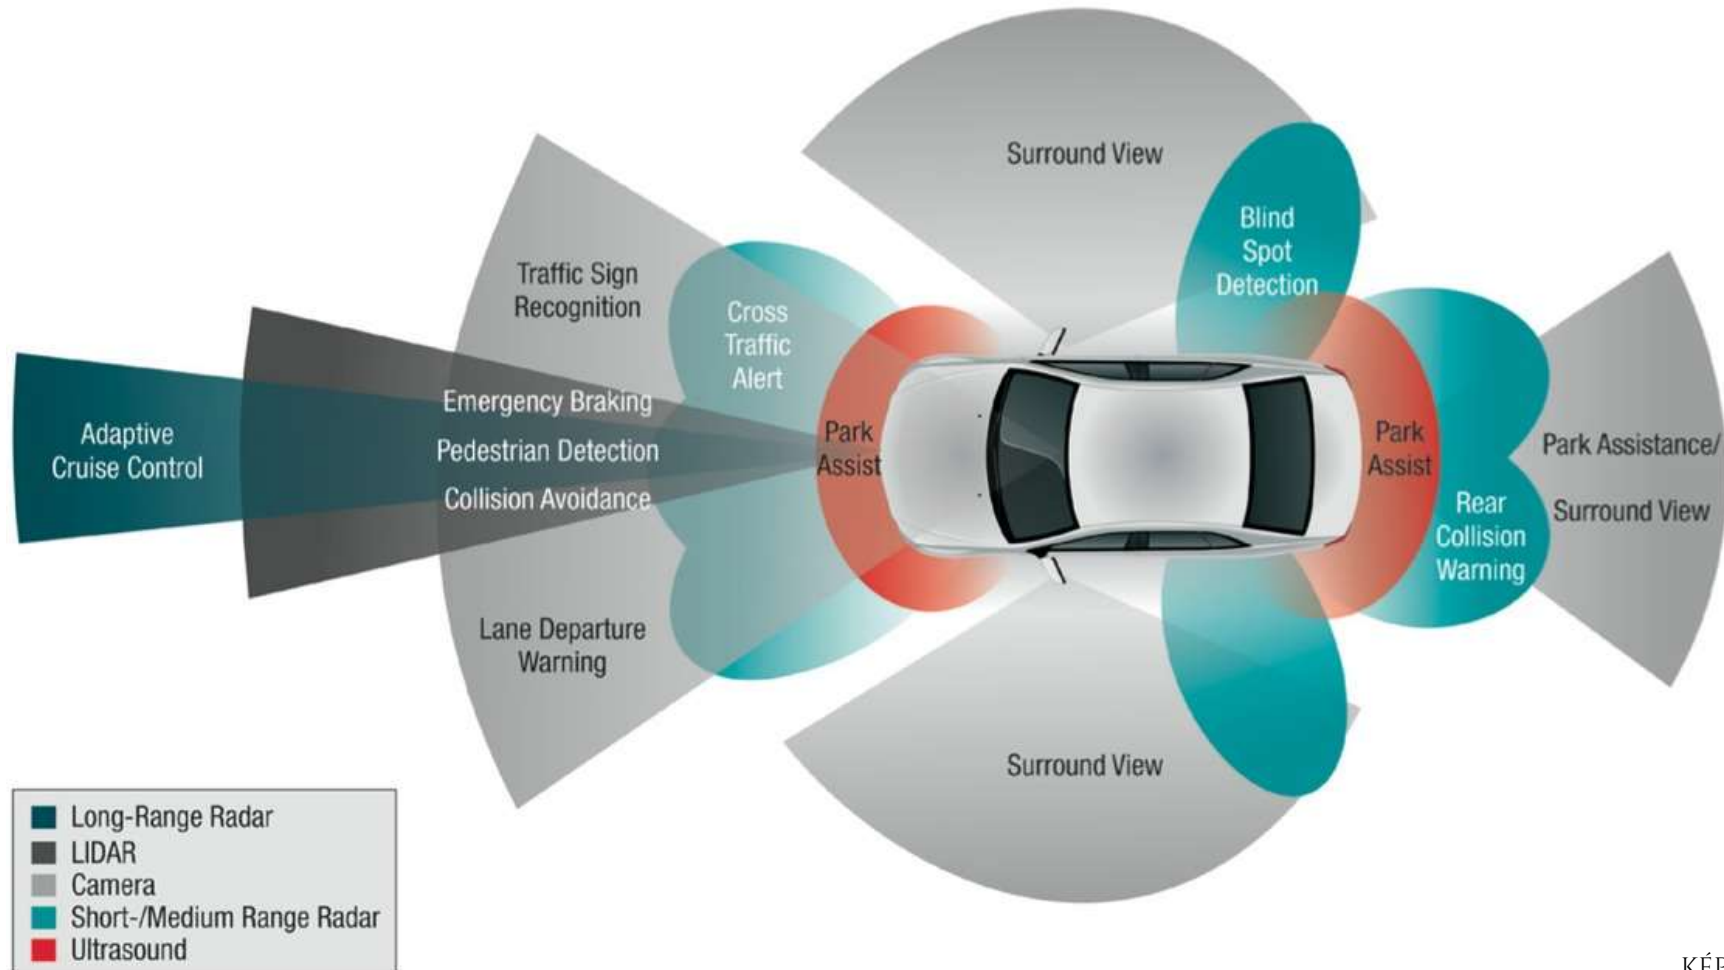 Surround View
Blind
Spot
Detection
Traffic Sign
Recognition
Cross
Traffic
Alert
Emergency Braking
Adaptive
Cruise Control
Pedestrian Detection
Collision Avoidance
Park
Assist
Park
Assist
Park Assistance/
Surround View
Rear
Collision
Warning
Lane Departure
Warning
Surround View
Long-Range Radar
LIDAR
Camera
Short-/Medium Range Radar
Ultrasound